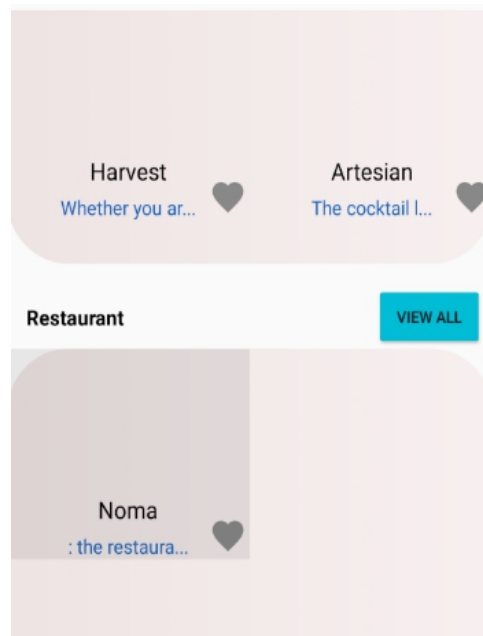 Harvest
Artesian
Whether you ar...
The cocktail l...
Restaurant
VIEW ALL
Noma
: the restaura...